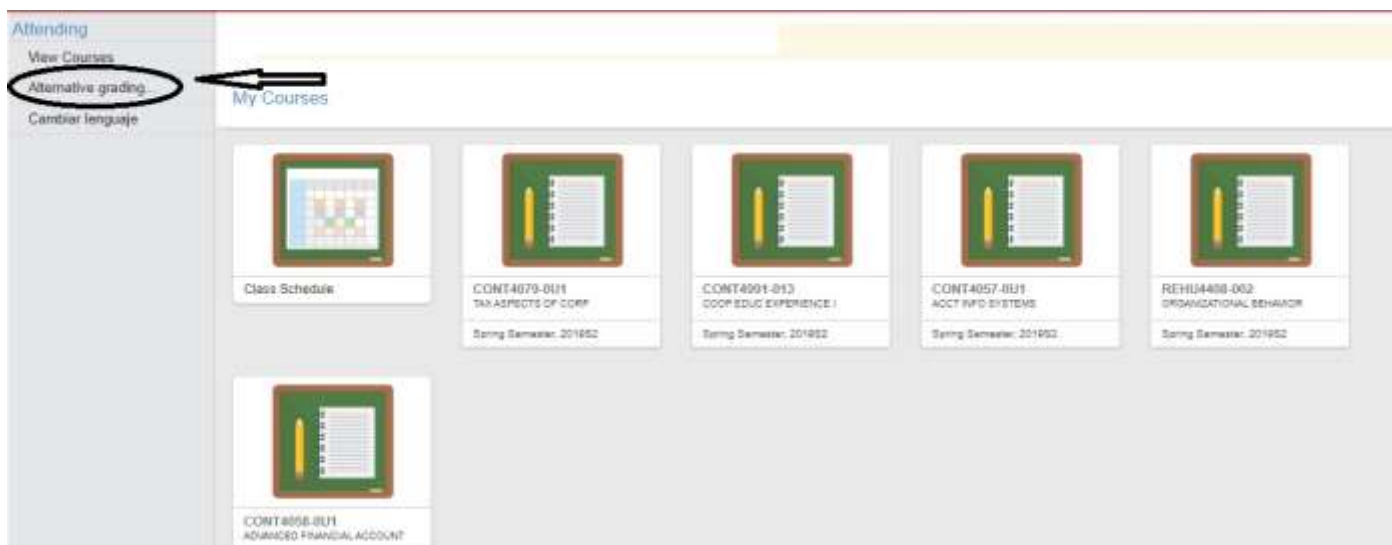 Attending
View Courses
Alternative grading...
Cambiar lenguaje
My Courses
Class Schedule
CONT4079-0U1
TAX ASPECTS OF CORP
Spring Semester, 201952
CONT4991-013
COOP EDUC EXPERIENCE I
Spring Semester, 201952
CONT4057-0U1
ACCT INFO SYSTEMS
Spring Semester, 201952
REHU4408-002
ORGANIZATIONAL BEHAVIOR
Spring Semester, 201952
CONT4058-0U1
ADVANCED FINANCIAL ACCOUNT